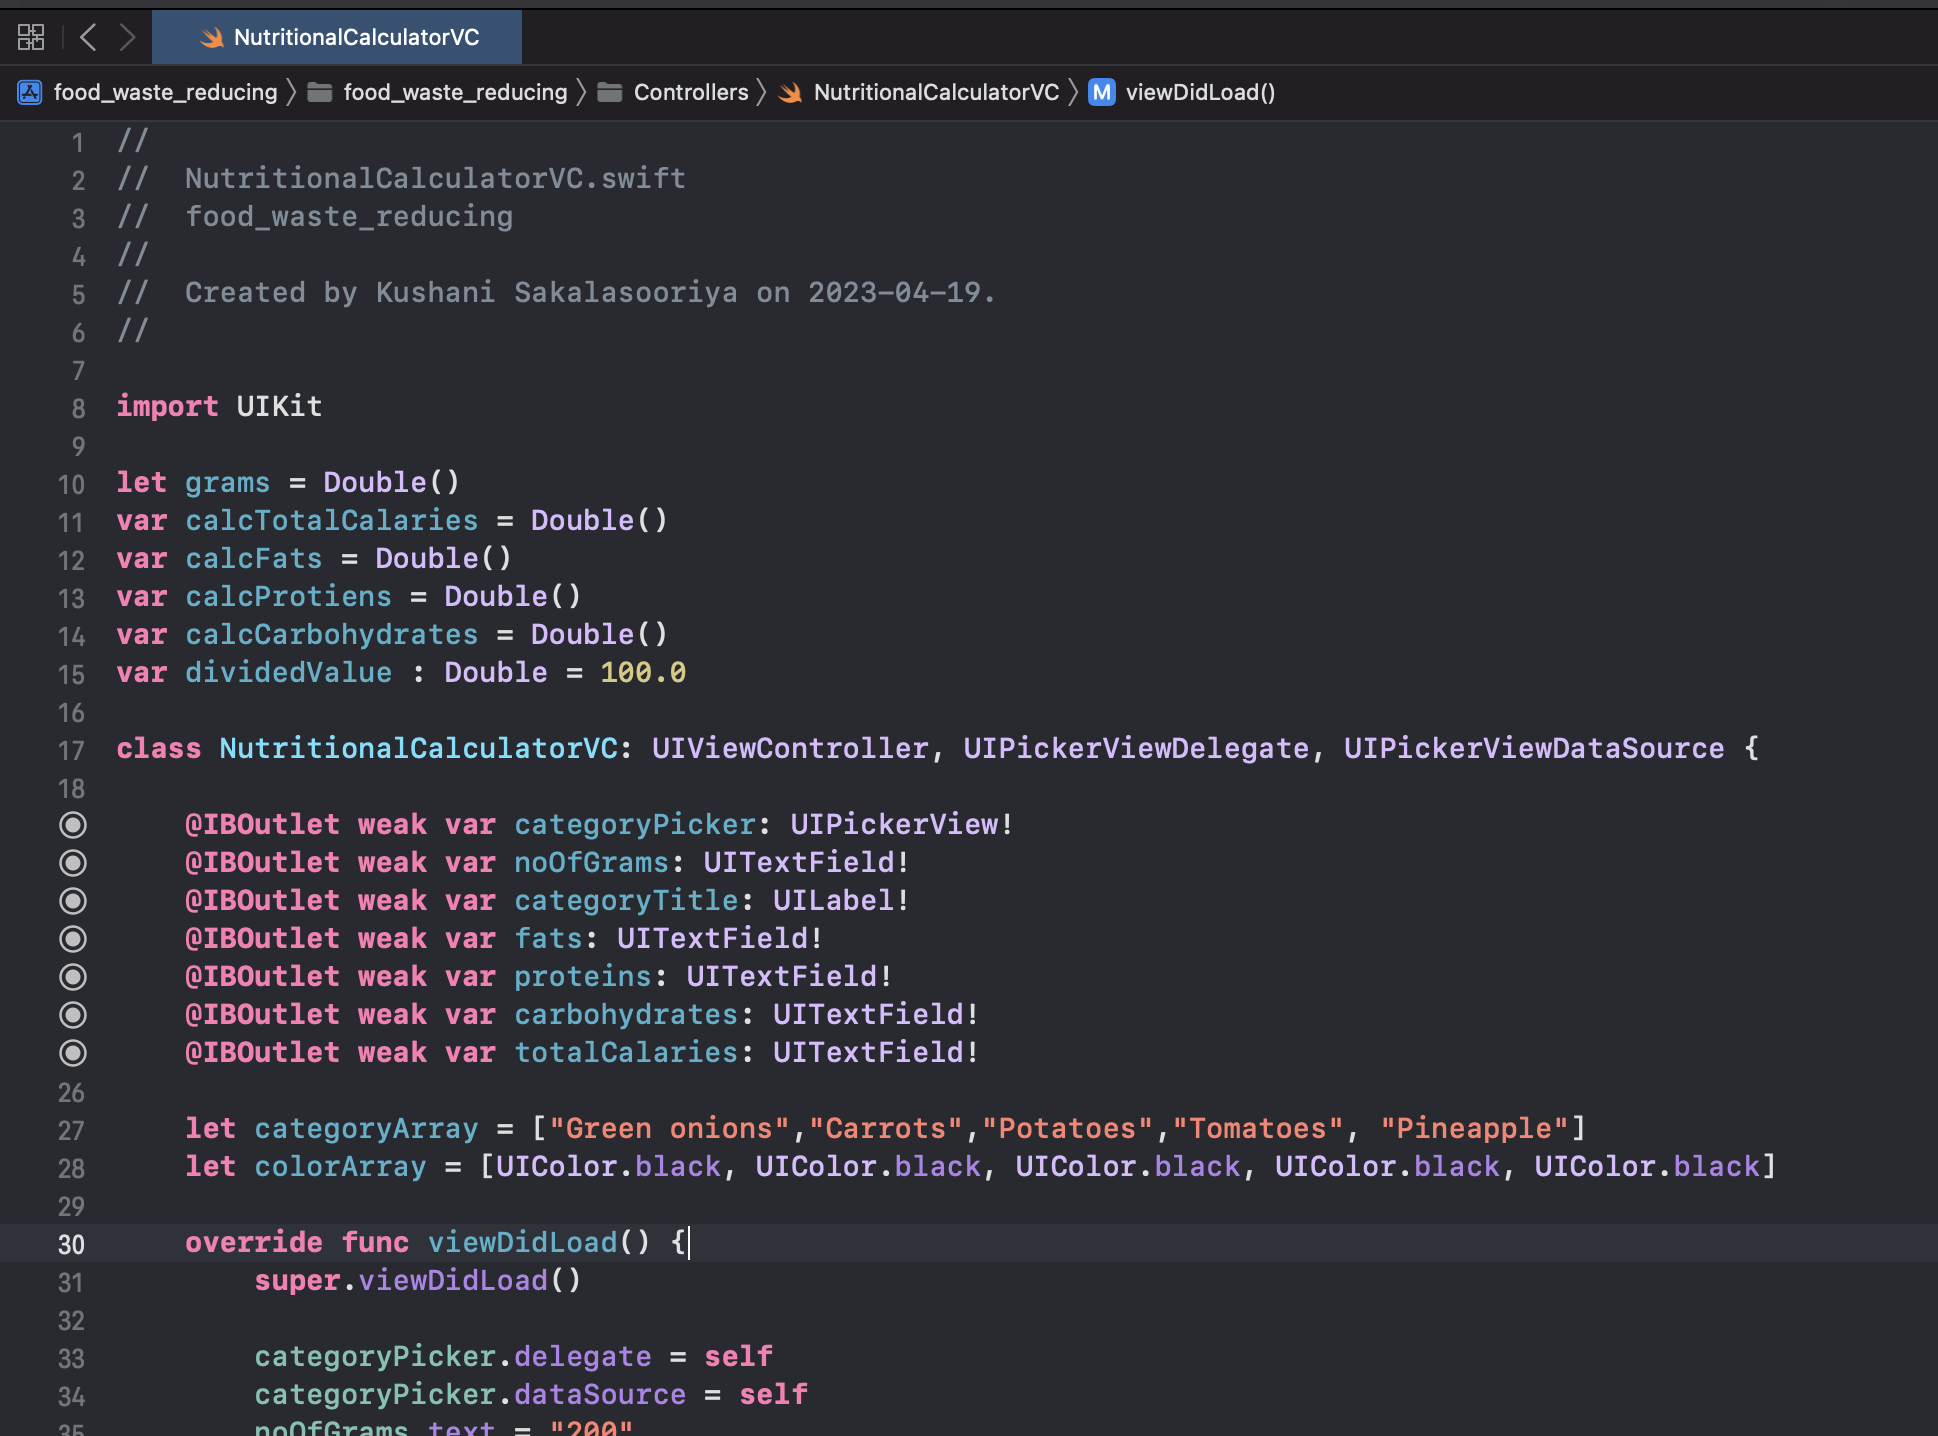 NutritionalCalculatorVC
food_waste_reducing 〉 food_waste_reducing 〉 Controllers 〉 NutritionalCalculatorVC 〉 M viewDidLoad()
1 //
2 //  NutritionalCalculatorVC.swift
3 //  food_waste_reducing
4 //
5 //  Created by Kushani Sakalasooriya on 2023-04-19.
6 //
7
8 import UIKit
9
10 let grams = Double()
11 var calcTotalCalaries = Double()
12 var calcFats = Double()
13 var calcProtiens = Double()
14 var calcCarbohydrates = Double()
15 var dividedValue : Double = 100.0
16
17 class NutritionalCalculatorVC: UIViewController, UIPickerViewDelegate, UIPickerViewDataSource {
18
@IBOutlet weak var categoryPicker: UIPickerView!
@IBOutlet weak var noOfGrams: UITextField!
@IBOutlet weak var categoryTitle: UILabel!
@IBOutlet weak var fats: UITextField!
@IBOutlet weak var proteins: UITextField!
@IBOutlet weak var carbohydrates: UITextField!
@IBOutlet weak var totalCalaries: UITextField!
26
27     let categoryArray = ["Green onions","Carrots","Potatoes","Tomatoes", "Pineapple"]
28     let colorArray = [UIColor.black, UIColor.black, UIColor.black, UIColor.black, UIColor.black]
29
30     override func viewDidLoad() {
31         super.viewDidLoad()
32
33         categoryPicker.delegate = self
34         categoryPicker.dataSource = self
35         noOfGrams.text = "200"